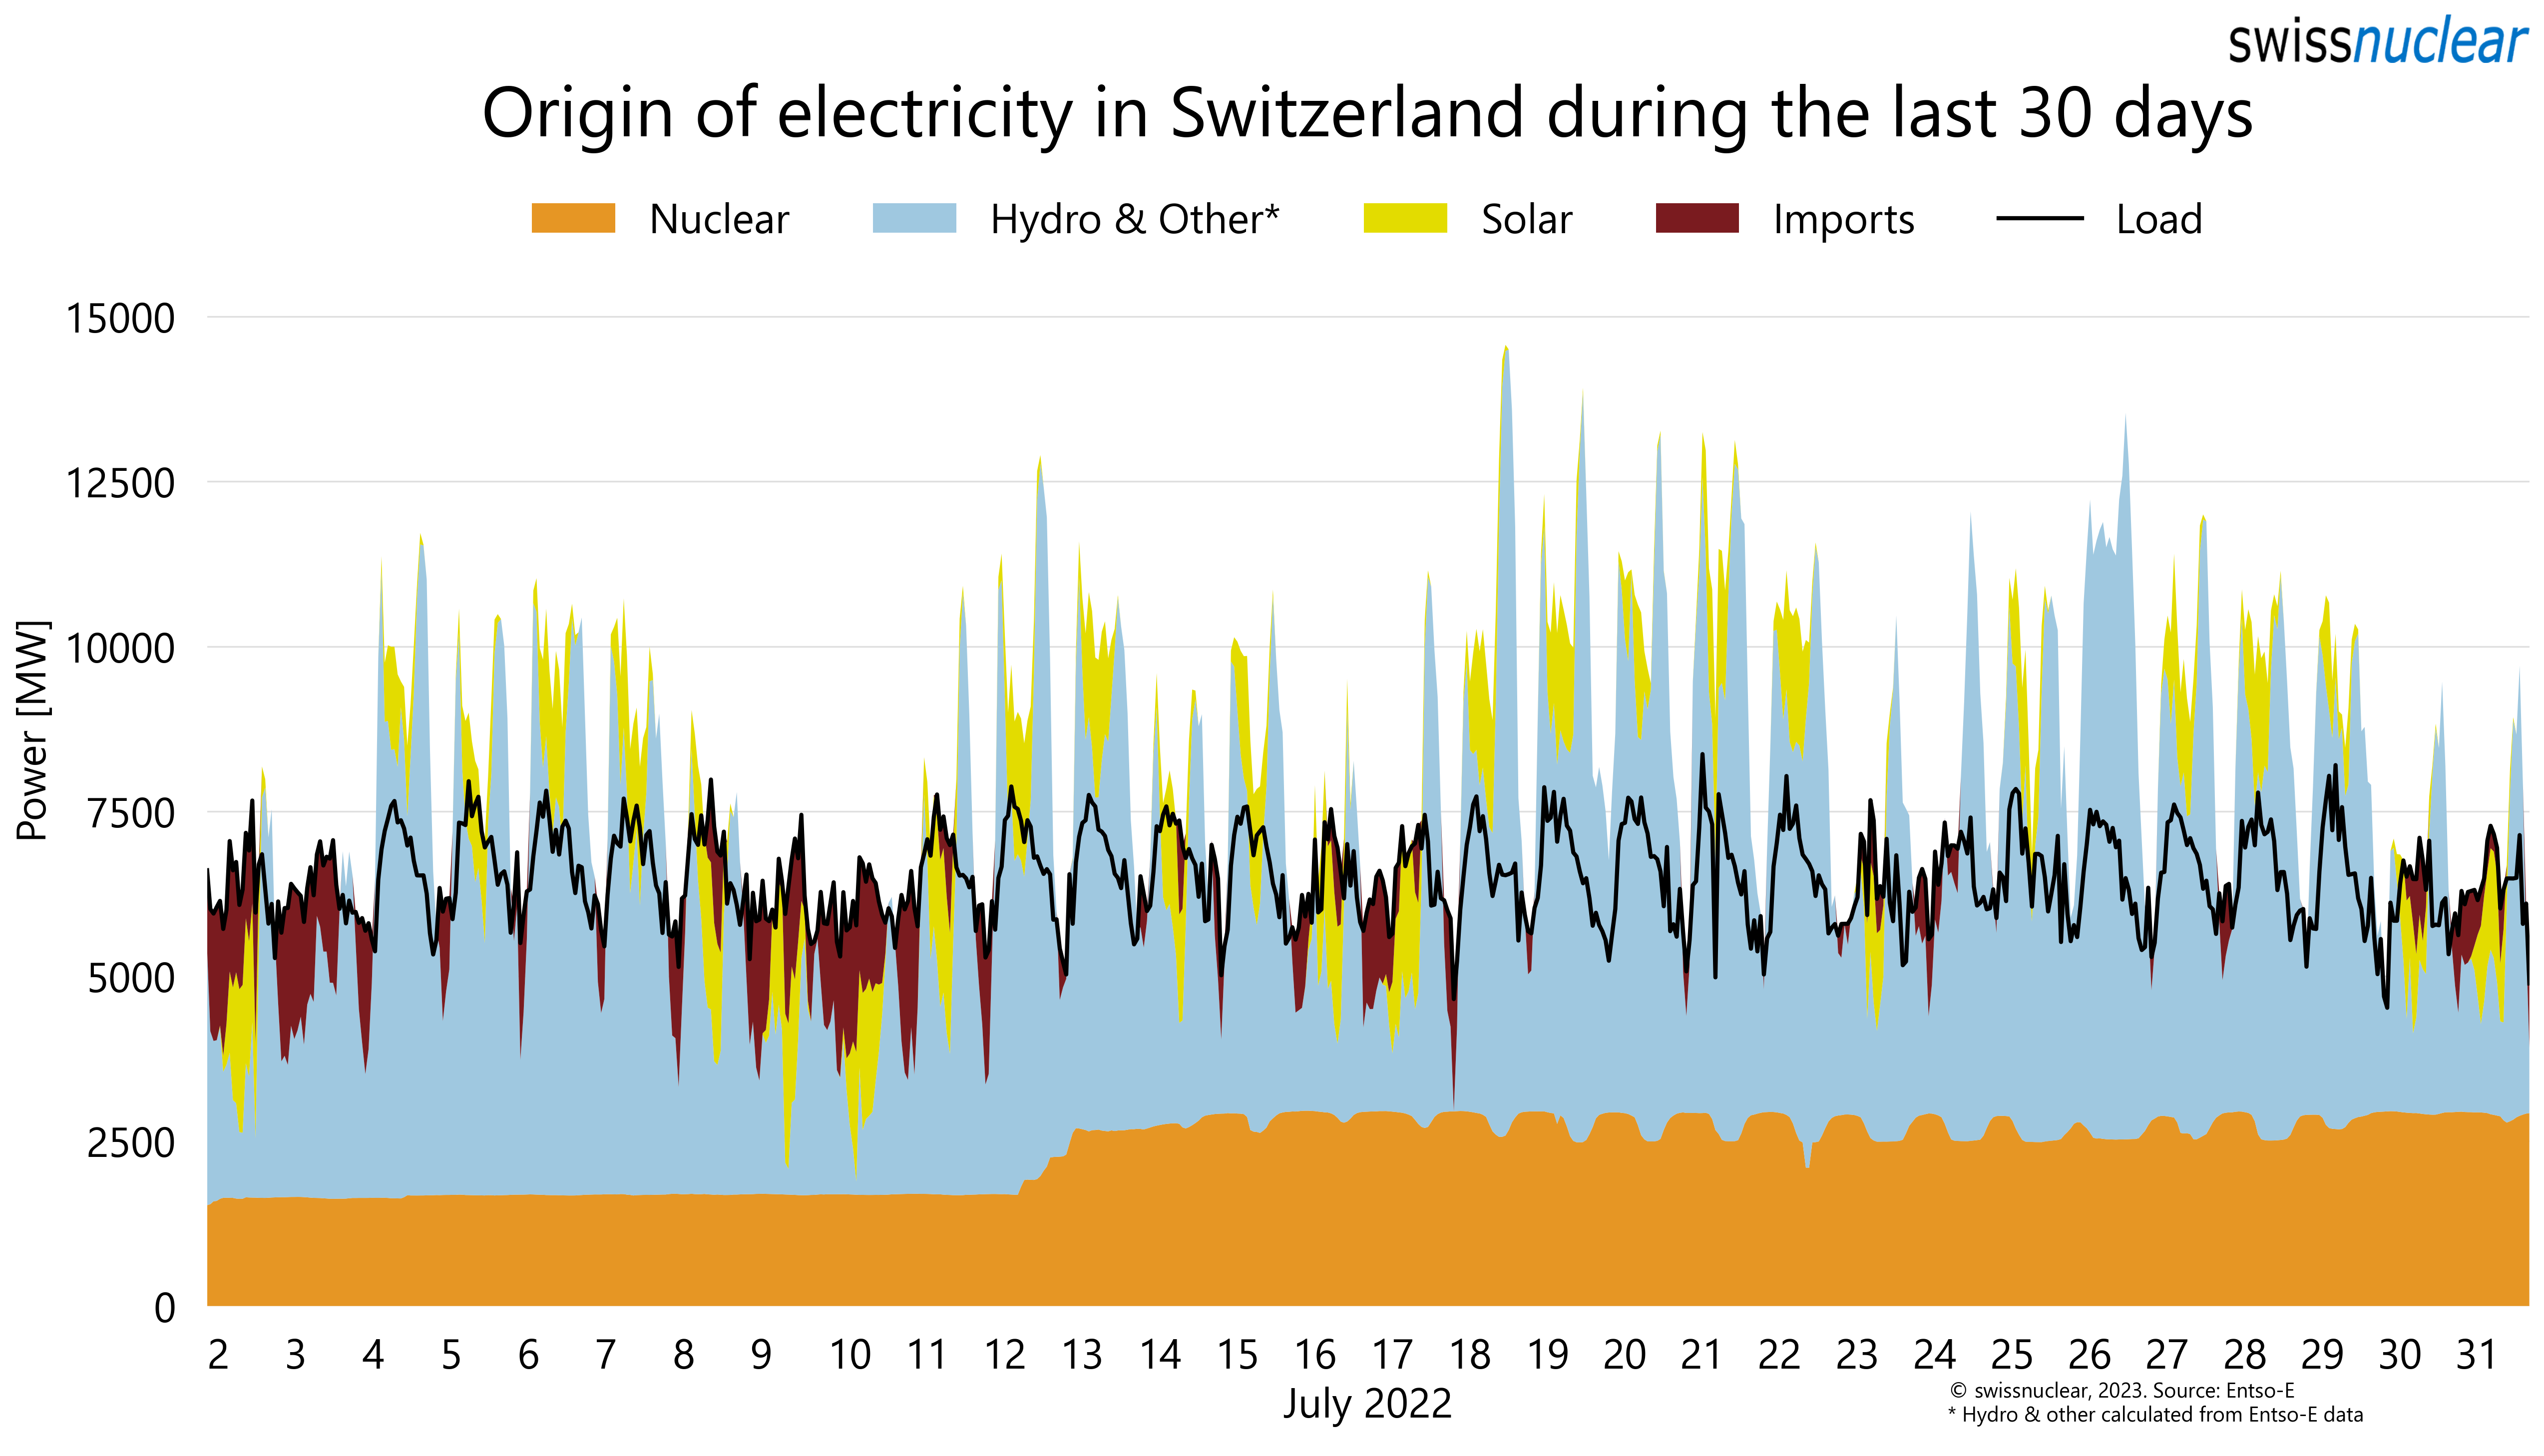 swissnuclear
Origin of electricity in Switzerland during the last 30 days
Nuclear Hydro & Other* Solar Imports Load
15000
12500
10000
7500
5000
2500
0
Power [MW]
2 3 4 5 6 7 8 9 10 11 12 13 14 15 16 17 18 19 20 21 22 23 24 25 26 27 28 29 30 31
July 2022
© swissnuclear, 2023. Source: Entso-E
* Hydro & other calculated from Entso-E data